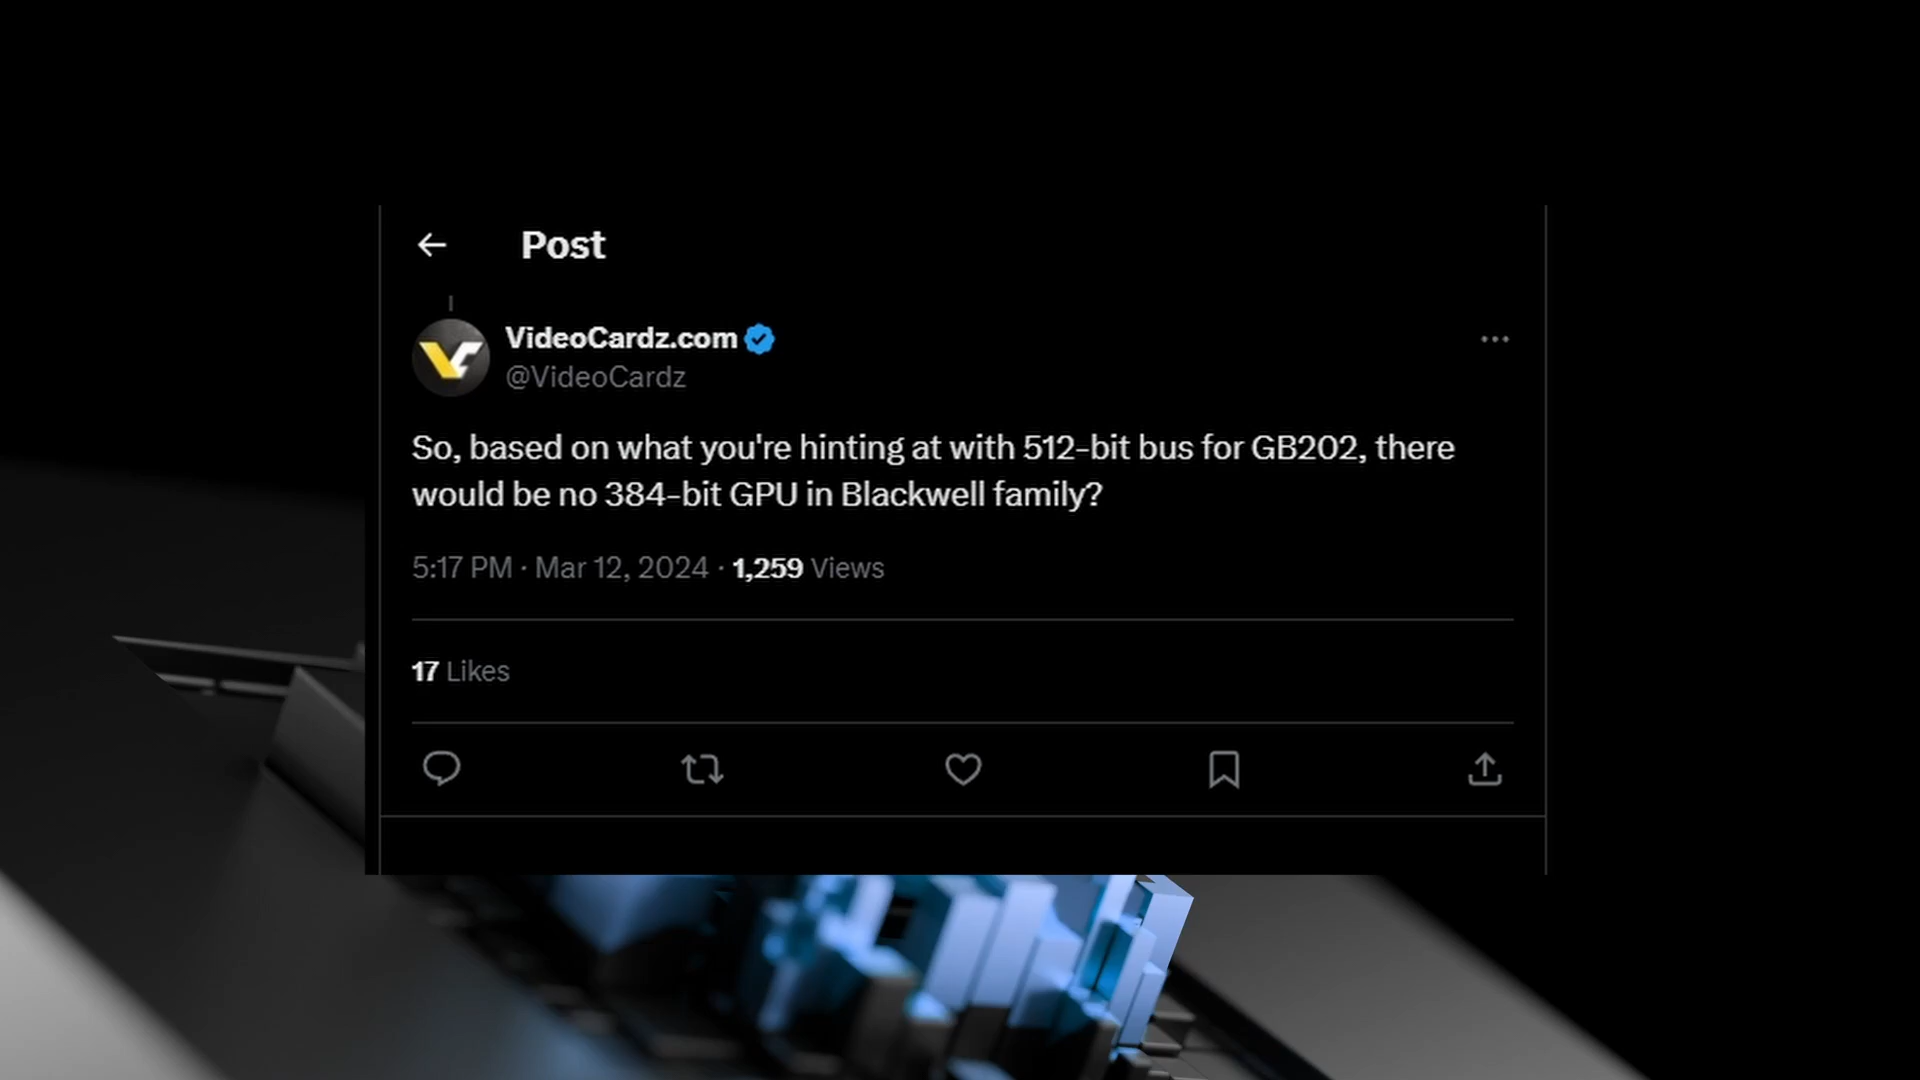 Post
VideoCardz.com
@VideoCardz
So, based on what you're hinting at with 512-bit bus for GB202, there
would be no 384-bit GPU in Blackwell family?
5:17 PM · Mar 12, 2024 · 1,259 Views
17 Likes